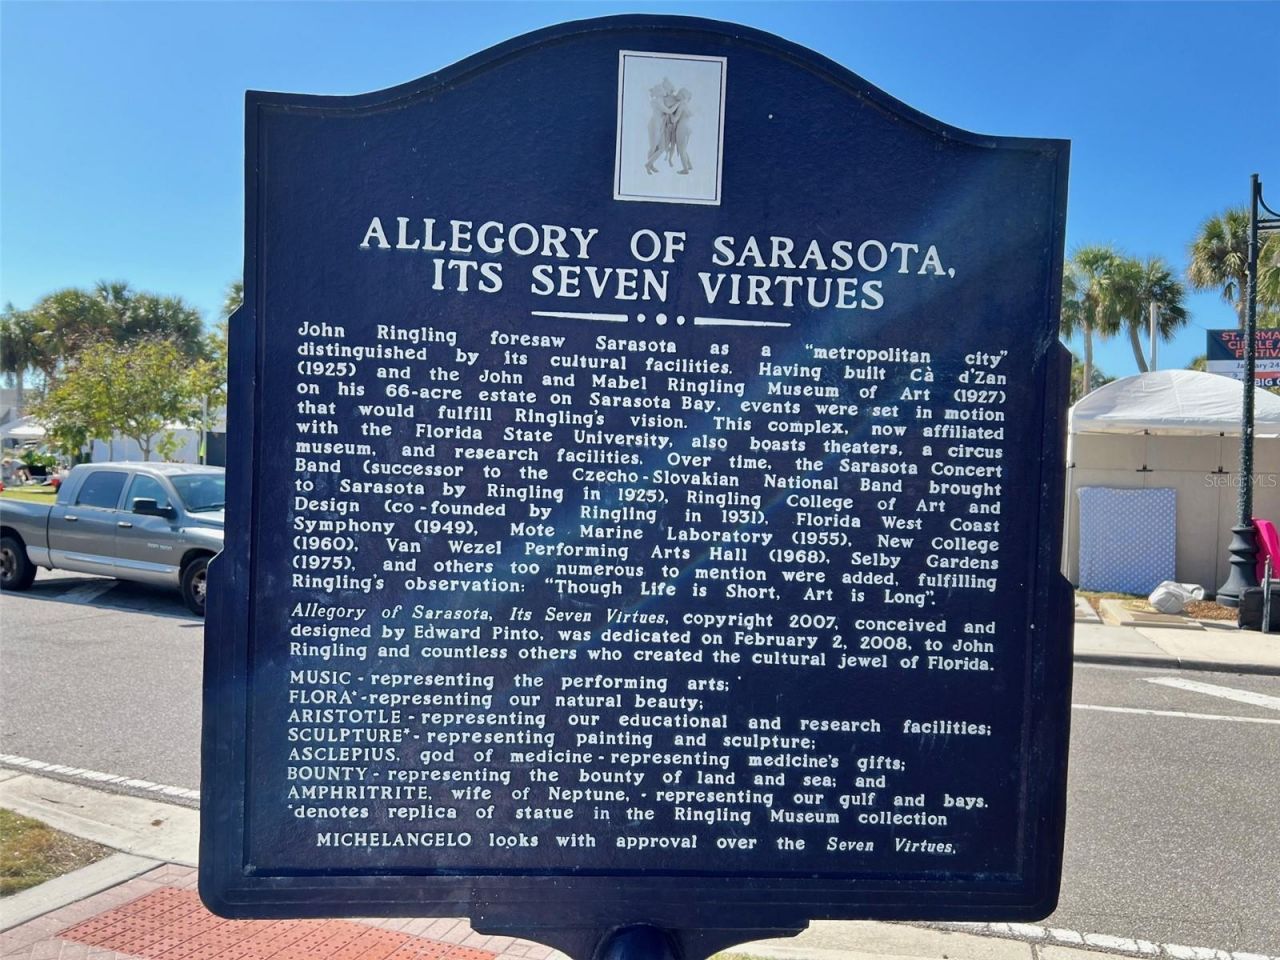 ALLEGORY OF SARASOTA,
ITS SEVEN VIRTUES
John Ringling foresaw Sarasota as a "metropolitan city"
distinguished by its cultural facilities. Having built Cà d'Zan
(1925) and the John and Mabel Ringling Museum of Art (1927)
on his 66-acre estate on Sarasota Bay, events were set in motion
that would fulfill Ringling's vision. This complex, now affiliated
with the Florida State University, also boasts theaters, a circus
museum, and research facilities. Over time, the Sarasota Concert
Band (successor to the Czecho-Slovakian National Band brought
to Sarasota by Ringling in 1925), Ringling College of Art and
Design (co-founded by Ringling in 1931), Florida West Coast
Symphony (1949), Mote Marine Laboratory (1955), New College
(1960), Van Wezel Performing Arts Hall (1968), Selby Gardens
(1975), and others too numerous to mention were added, fulfilling
Ringling's observation: "Though Life is Short, Art is Long".
Allegory of Sarasota, Its Seven Virtues, copyright 2007, conceived and
designed by Edward Pinto, was dedicated on February 2, 2008, to John
Ringling and countless others who created the cultural jewel of Florida.
MUSIC - representing the performing arts;
FLORA* - representing our natural beauty;
ARISTOTLE - representing our educational and research facilities;
SCULPTURE* - representing painting and sculpture;
ASCLEPIUS, god of medicine - representing medicine's gifts;
BOUNTY - representing the bounty of land and sea; and
AMPHRITRITE, wife of Neptune, - representing our gulf and bays.
*denotes replica of statue in the Ringling Museum collection
MICHELANGELO looks with approval over the Seven Virtues.
StellarMLS